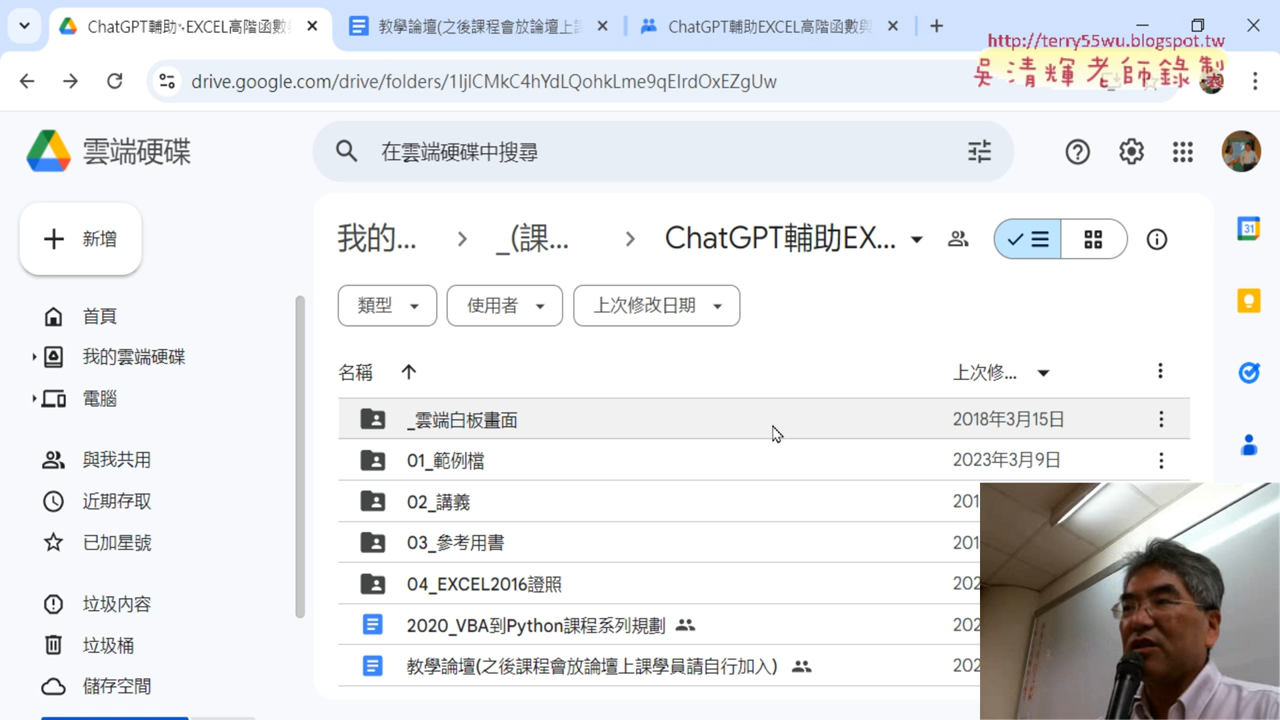 ChatGPT輔助 - EXCEL高階函數
教學論壇(之後課程會放論壇上課
ChatGPT輔助EXCEL高階函數與
http://terry55wu.blogspot.tw
吳清輝老師錄製
drive.google.com/drive/folders/1IjlCMkC4hYdLQohkLme9qEIrdOxEZgUw
雲端硬碟
在雲端硬碟中搜尋
新增
我的... > _(課... > ChatGPT輔助EX...
31
類型
使用者
上次修改日期
首頁
我的雲端硬碟
電腦
與我共用
近期存取
已加星號
垃圾內容
垃圾桶
儲存空間
名稱
上次修...
_雲端白板畫面
2018年3月15日
01_範例檔
2023年3月9日
02_講義
201
03_參考用書
201
04_EXCEL2016證照
202
2020_VBA到Python課程系列規劃
202
教學論壇(之後課程會放論壇上課學員請自行加入)
202